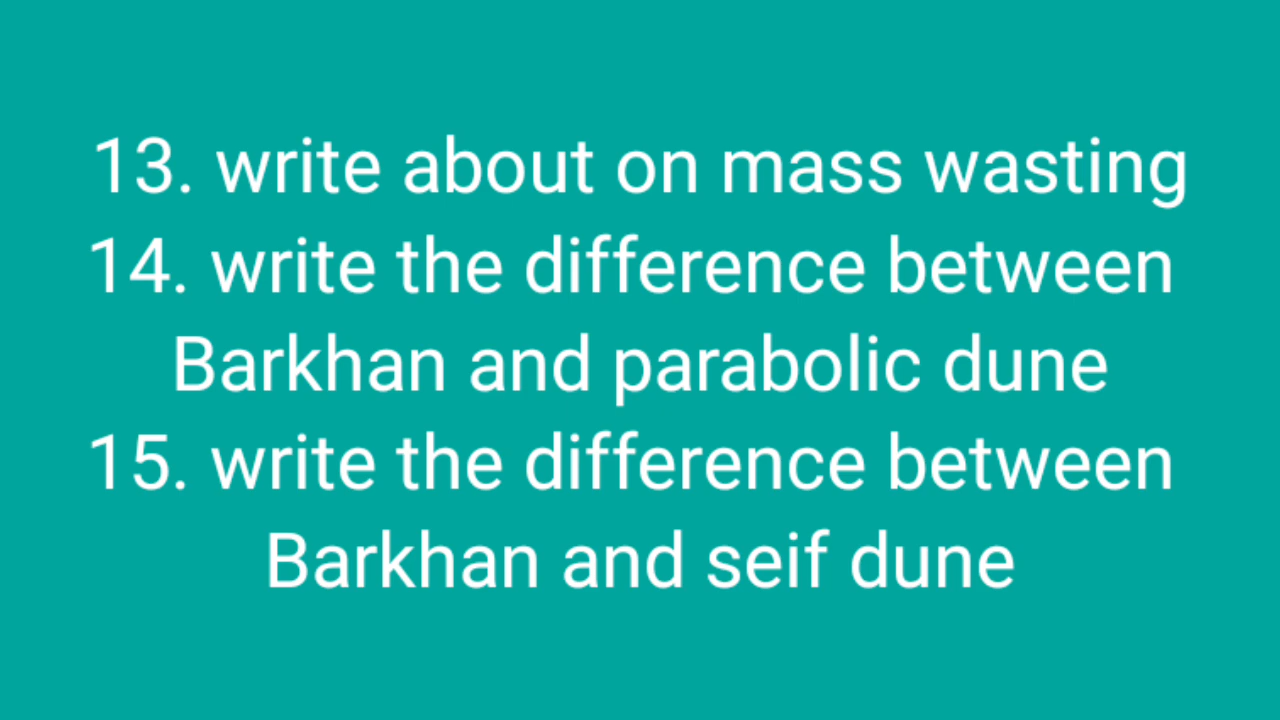 13. write about on mass wasting
14. write the difference between
Barkhan and parabolic dune
15. write the difference between
Barkhan and seif dune